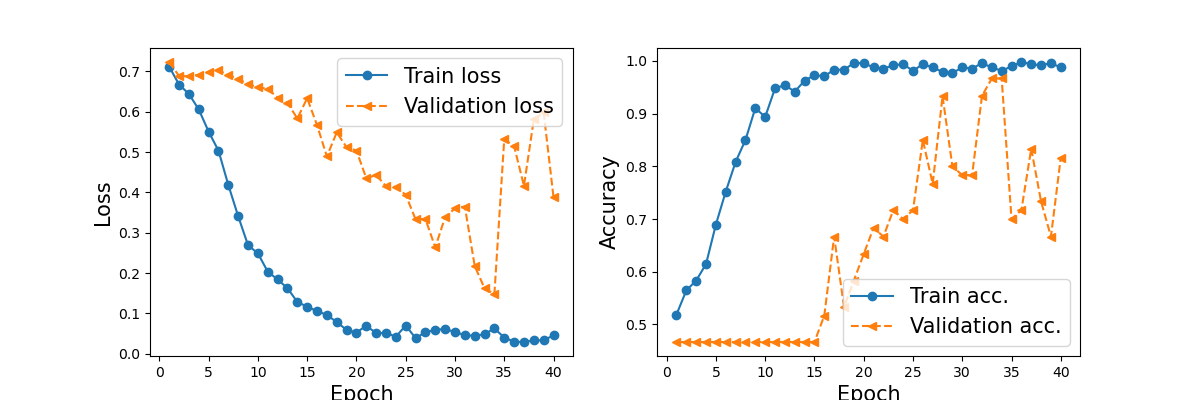 0.7
0.6
0.5
0.4
0.3
0.2
0.1
0.0
Loss
0 5 10 15 20 25 30 35 40
Epoch
Train loss
Validation loss
1.0
0.9
0.8
0.7
0.6
0.5
Accuracy
0 5 10 15 20 25 30 35 40
Epoch
Train acc.
Validation acc.